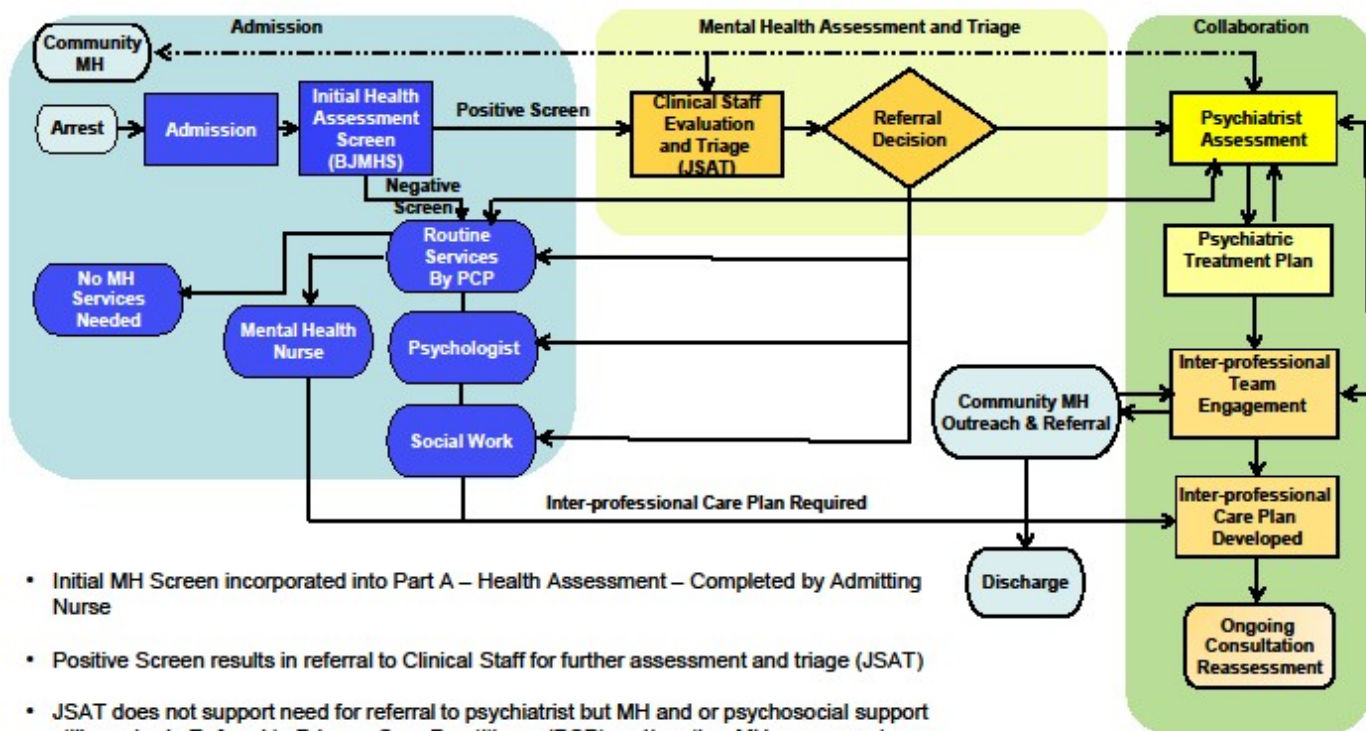 Admission
Mental Health Assessment and Triage
Collaboration
Community
MH
Arrest
Admission
Initial Health
Assessment
Screen
(BJMHS)
Positive Screen
Clinical Staff
Evaluation
and Triage
(JSAT)
Referral
Decision
Psychiatrist
Assessment
Negative
Screen
Routine
Services
By PCP
Psychiatric
Treatment Plan
No MH
Services
Needed
Mental Health
Nurse
Psychologist
Inter-professional
Team
Engagement
Community MH
Outreach & Referral
Social Work
Inter-professional Care Plan Required
Inter-professional
Care Plan
Developed
Discharge
Ongoing
Consultation
Reassessment
• Initial MH Screen incorporated into Part A – Health Assessment – Completed by Admitting
Nurse
• Positive Screen results in referral to Clinical Staff for further assessment and triage (JSAT)
• JSAT does not support need for referral to psychiatrist but MH and or psychosocial support